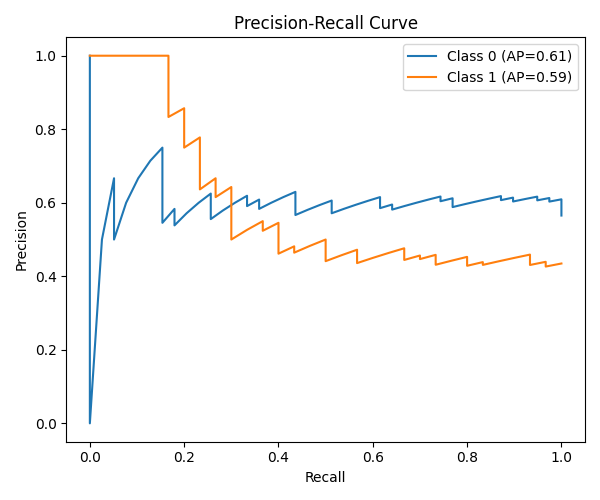 Precision-Recall Curve
Class 0 (AP=0.61)
Class 1 (AP=0.59)
Precision
1.0
0.8
0.6
0.4
0.2
0.0
0.0 0.2 0.4 0.6 0.8 1.0
Recall